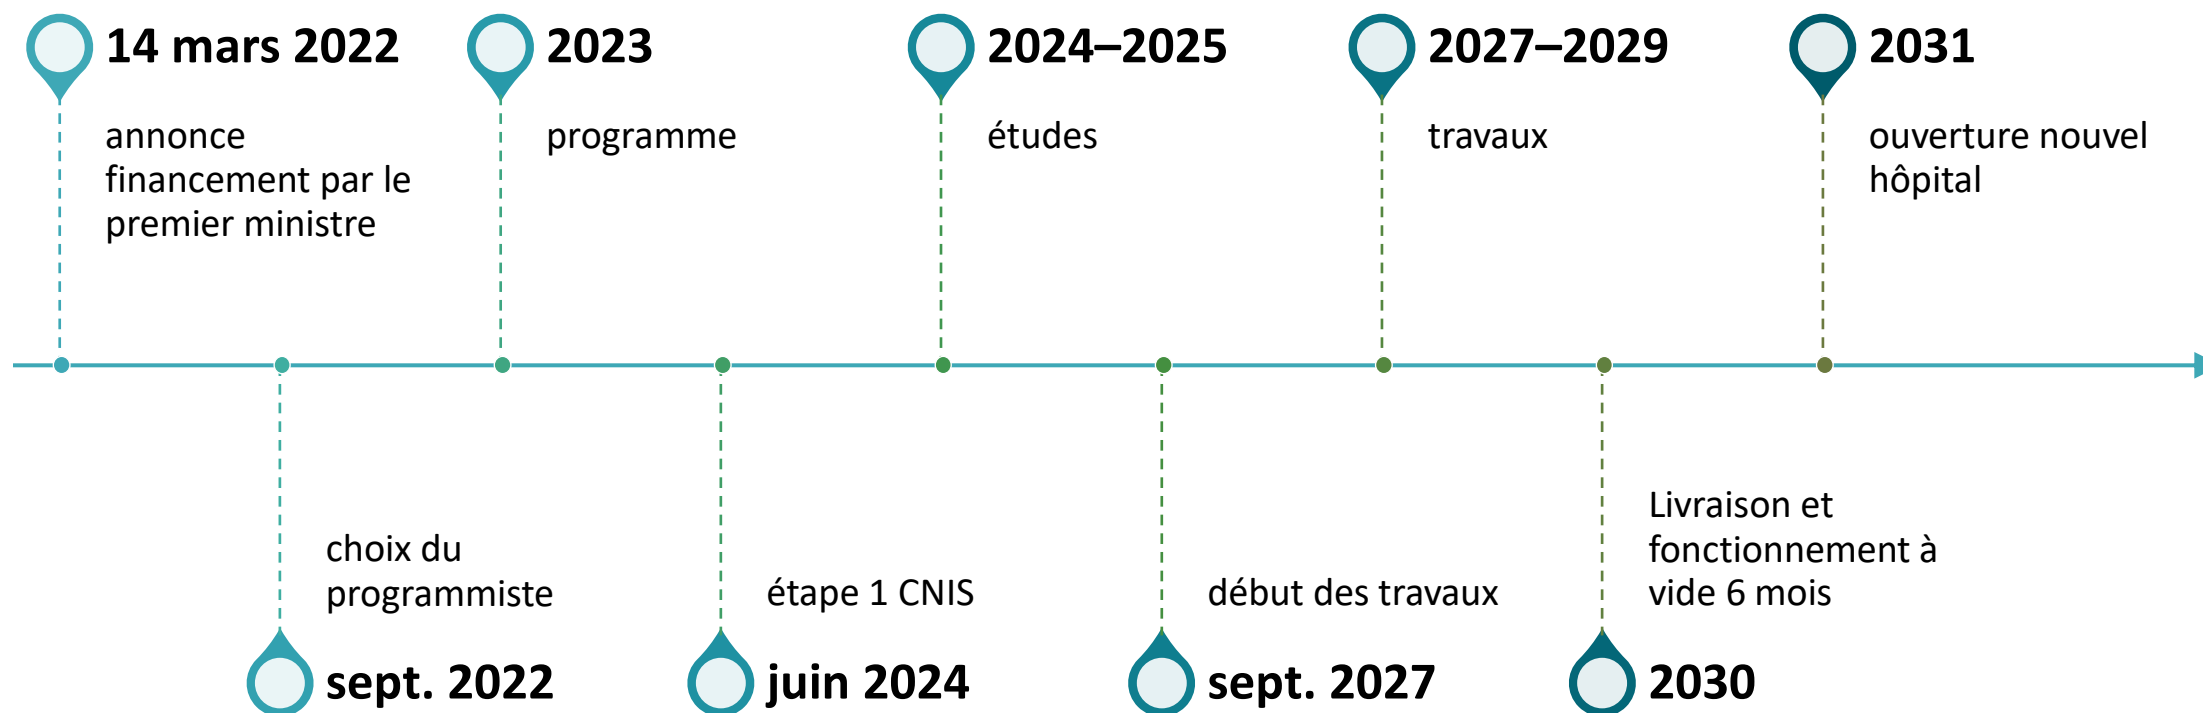 14 mars 2022
annonce
financement par le
premier ministre
2023
programme
2024–2025
études
2027–2029
travaux
2031
ouverture nouvel
hôpital
choix du
programmiste
sept. 2022
étape 1 CNIS
juin 2024
début des travaux
sept. 2027
Livraison et
fonctionnement à
vide 6 mois
2030